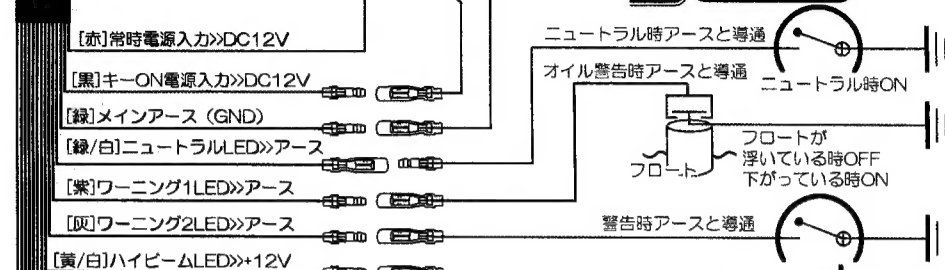 [赤]常時電源入力>>DC12V
[黒]キーON電源入力>>DC12V
[緑]メインアース (GND)
[緑/白]ニュートラルLED>>アース
[紫]ワーニング1LED>>アース
[灰]ワーニング2LED>>アース
[黄/白]ハイビームLED>>+12V
ニュートラル時アースと導通
ニュートラル時ON
オイル警告時アースと導通
フロート
フロートが
浮いている時OFF
下がっている時ON
警告時アースと導通